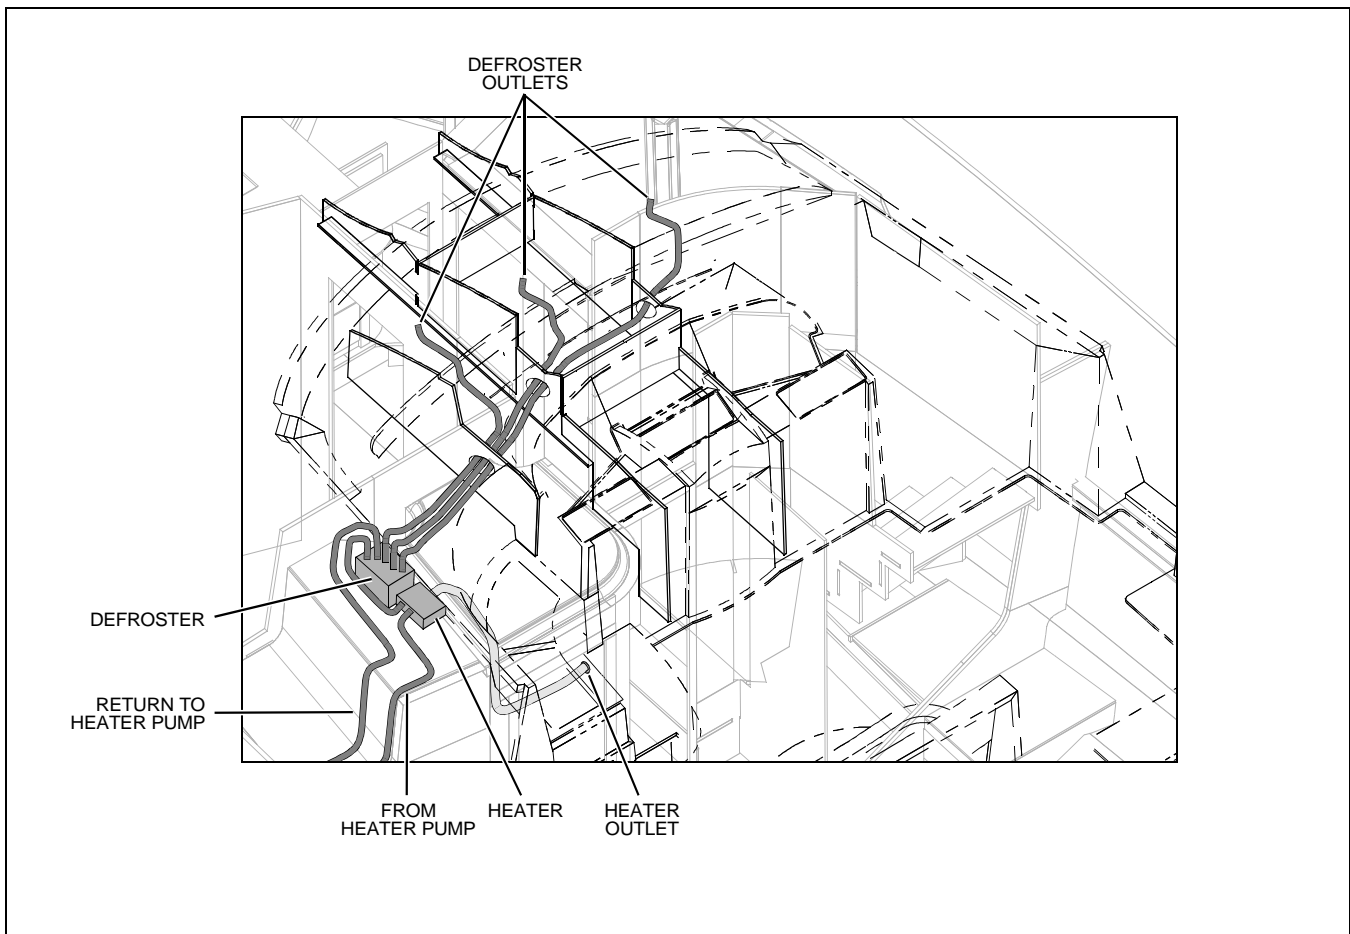 DEFROSTER
OUTLETS
DEFROSTER
RETURN TO
HEATER PUMP
FROM
HEATER PUMP
HEATER
HEATER
OUTLET